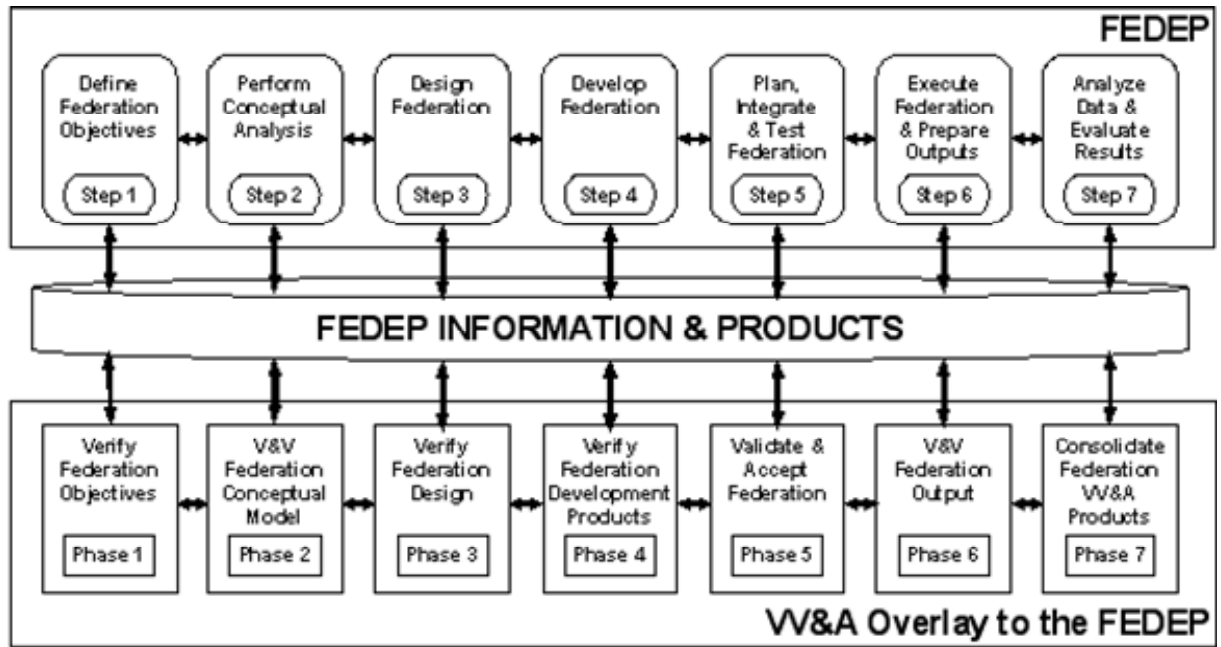 FEDEP
Define
Federation
Objectives
Step 1
Perform
Conceptual
Analysis
Step 2
Design
Federation
Step 3
Develop
Federation
Step 4
Plan,
Integrate
& Test
Federation
Step 5
Execute
Federation
& Prepare
Outputs
Step 6
Analyze
Data &
Evaluate
Results
Step 7
FEDEP INFORMATION & PRODUCTS
Verify
Federation
Objectives
Phase 1
V&V
Federation
Conceptual
Model
Phase 2
Verify
Federation
Design
Phase 3
Verify
Federation
Development
Products
Phase 4
Validate &
Accept
Federation
Phase 5
V&V
Federation
Output
Phase 6
Consolidate
Federation
VV&A
Products
Phase 7
VV&A Overlay to the FEDEP